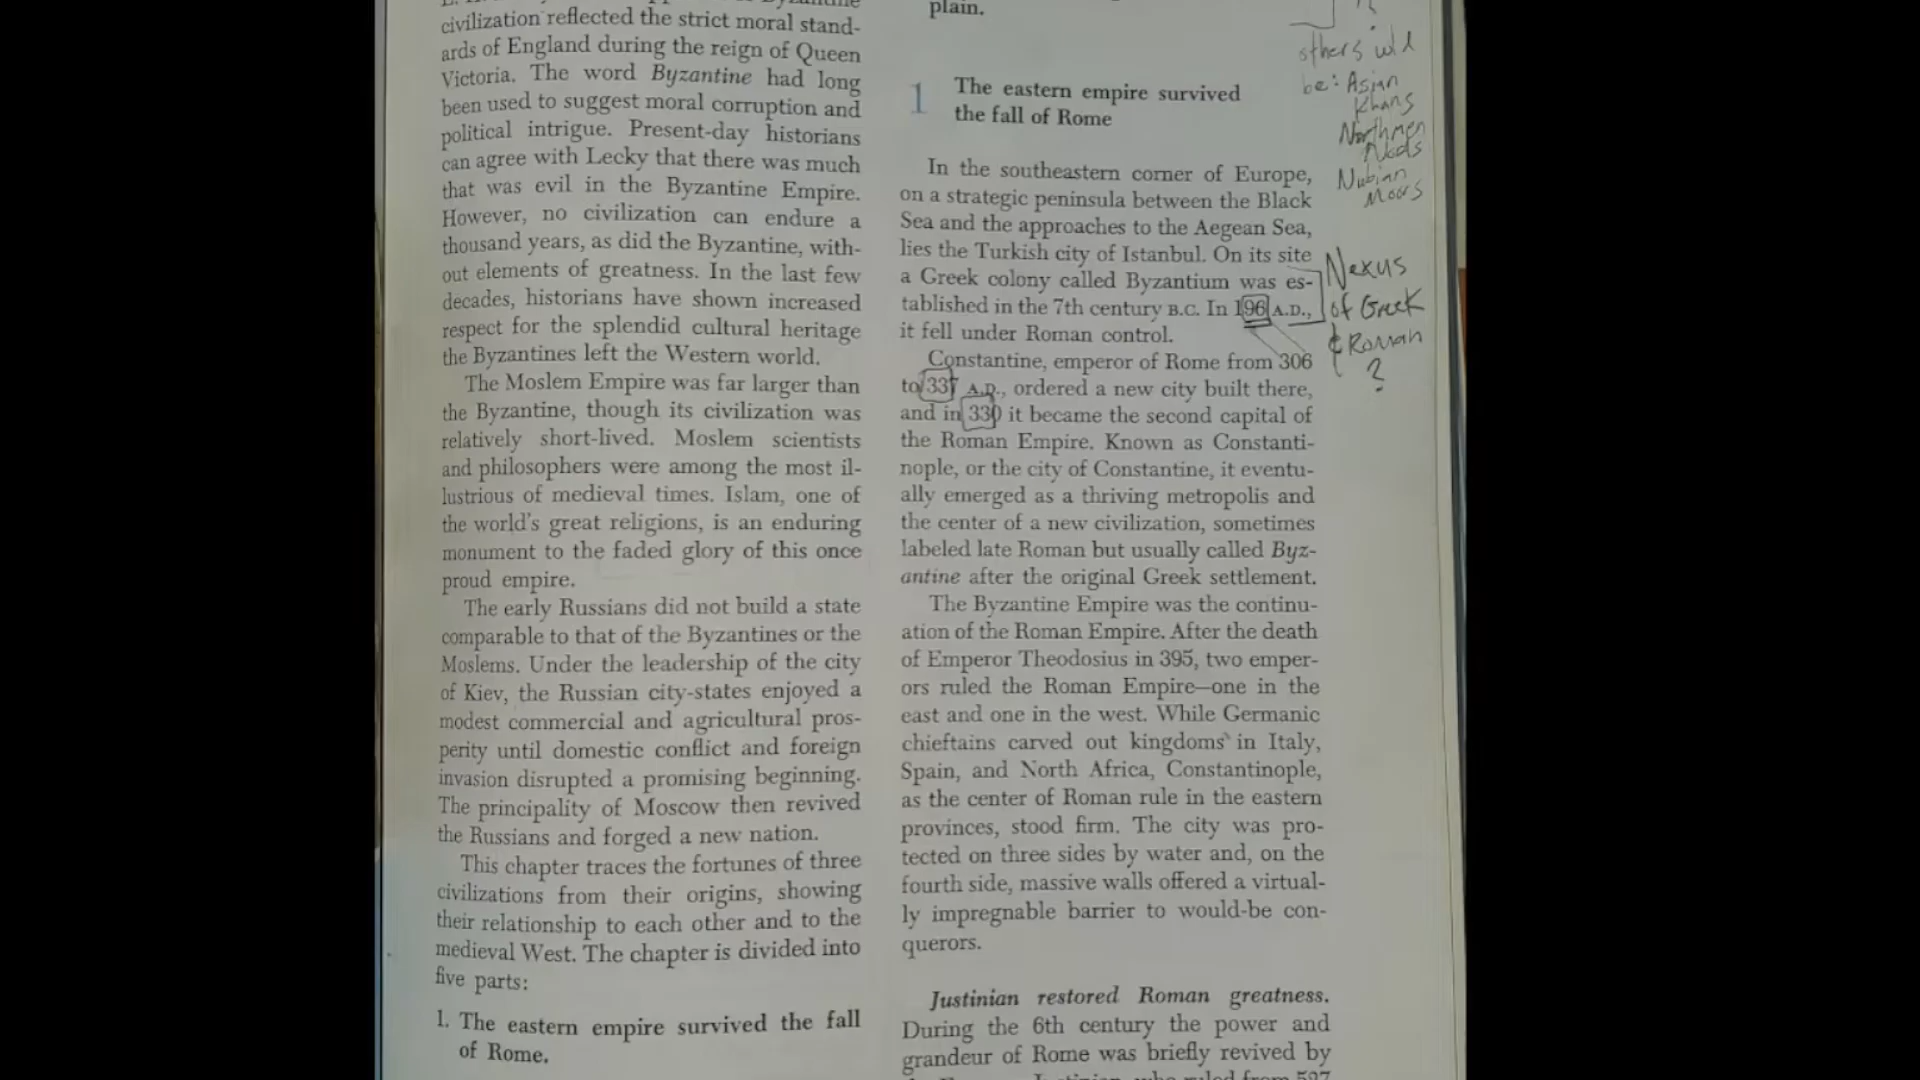 civilization reflected the strict moral stand-
ards of England during the reign of Queen
Victoria. The word Byzantine had long
been used to suggest moral corruption and
political intrigue. Present-day historians
can agree with Lecky that there was much
that was evil in the Byzantine Empire.
However, no civilization can endure a
thousand years, as did the Byzantine, with-
out elements of greatness. In the last few
decades, historians have shown increased
respect for the splendid cultural heritage
the Byzantines left the Western world.
The Moslem Empire was far larger than
the Byzantine, though its civilization was
relatively short-lived. Moslem scientists
and philosophers were among the most il-
lustrious of medieval times. Islam, one of
the world's great religions, is an enduring
monument to the faded glory of this once
proud empire.
The early Russians did not build a state
comparable to that of the Byzantines or the
Moslems. Under the leadership of the city
of Kiev, the Russian city-states enjoyed a
modest commercial and agricultural pros-
perity until domestic conflict and foreign
invasion disrupted a promising beginning.
The principality of Moscow then revived
the Russians and forged a new nation.
This chapter traces the fortunes of three
civilizations from their origins, showing
their relationship to each other and to the
medieval West. The chapter is divided into
five parts:
1. The eastern empire survived the fall
of Rome.
plain.
1 The eastern empire survived
the fall of Rome
In the southeastern corner of Europe,
on a strategic peninsula between the Black
Sea and the approaches to the Aegean Sea,
lies the Turkish city of Istanbul. On its site
a Greek colony called Byzantium was es-
tablished in the 7th century B.C. In 196 A.D.,
it fell under Roman control.
Constantine, emperor of Rome from 306
to 337 A.D., ordered a new city built there,
and in 330 it became the second capital of
the Roman Empire. Known as Constanti-
nople, or the city of Constantine, it eventu-
ally emerged as a thriving metropolis and
the center of a new civilization, sometimes
labeled late Roman but usually called Byz-
antine after the original Greek settlement.
The Byzantine Empire was the continu-
ation of the Roman Empire. After the death
of Emperor Theodosius in 395, two emper-
ors ruled the Roman Empire—one in the
east and one in the west. While Germanic
chieftains carved out kingdoms in Italy,
Spain, and North Africa, Constantinople,
as the center of Roman rule in the eastern
provinces, stood firm. The city was pro-
tected on three sides by water and, on the
fourth side, massive walls offered a virtual-
ly impregnable barrier to would-be con-
querors.
Justinian restored Roman greatness.
During the 6th century the power and
grandeur of Rome was briefly revived by
?
others wld
be: Asian
Khans
Northmen
Nubian
Moors
Nexus
of Greek
& Roman
?